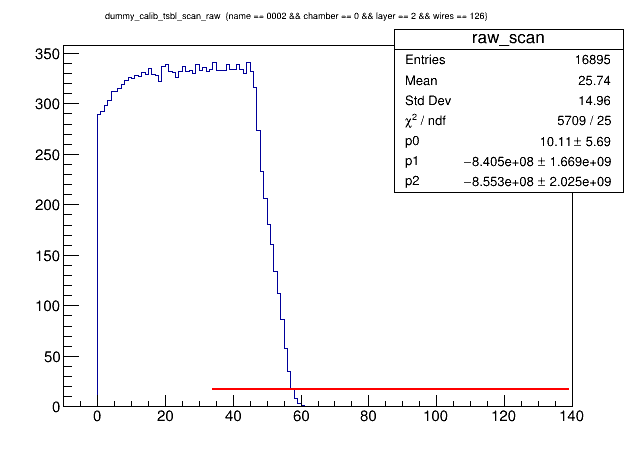 dummy_calib_tsbl_scan_raw (name == 0002 && chamber == 0 && layer == 2 && wires == 126)
raw_scan
Entries 16895
Mean 25.74
Std Dev 14.96
χ² / ndf 5709 / 25
p0 10.11 ± 5.69
p1 −8.405e+08 ± 1.669e+09
p2 −8.553e+08 ± 2.025e+09
350
300
250
200
150
100
50
0
0 20 40 60 80 100 120 140